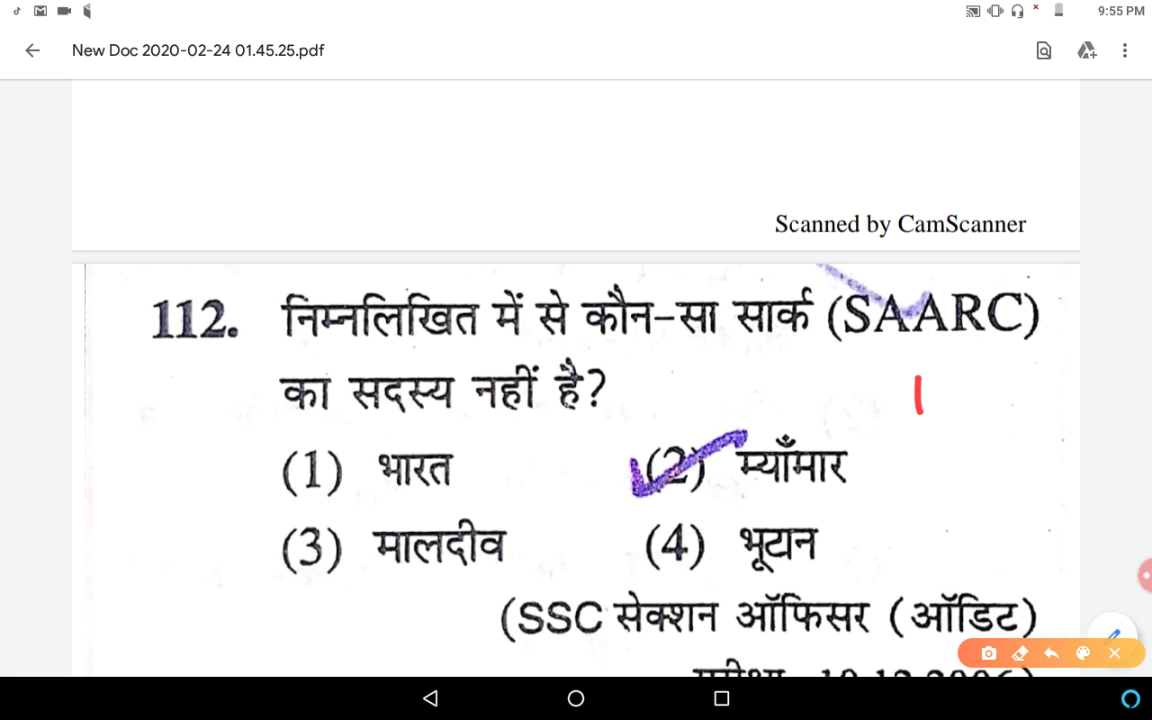 9:55 PM
New Doc 2020-02-24 01.45.25.pdf
Scanned by CamScanner
112. निम्नलिखित में से कौन-सा सार्क (SAARC)
का सदस्य नहीं है?
(1) भारत (2) म्याँमार
(3) मालदीव (4) भूटान
(SSC सेक्शन ऑफिसर (ऑडिट)